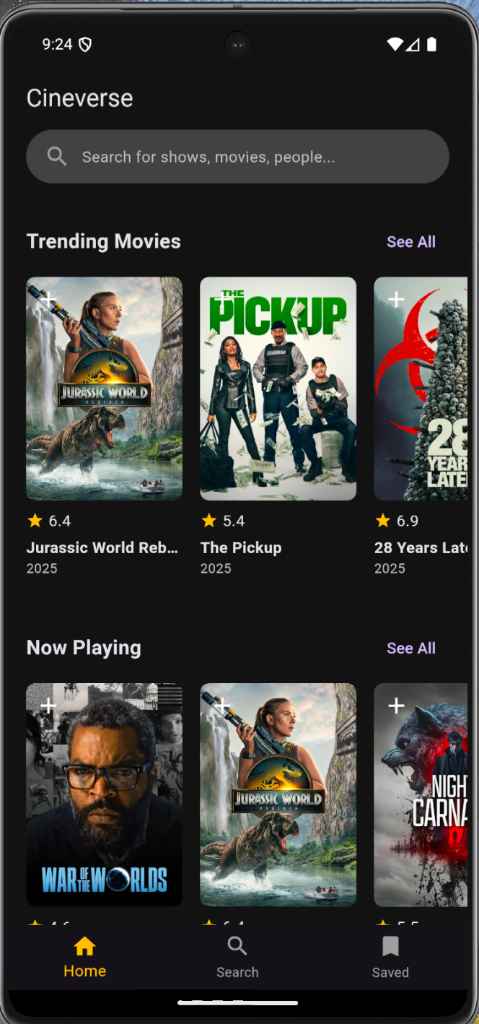 9:24
Cineverse
Search for shows, movies, people...
Trending Movies
See All
JURASSIC WORLD
REBIRTH
THE
PICKUP
28
YEAR
LATE
6.4
5.4
6.9
Jurassic World Reb...
The Pickup
28 Years Late
2025
2025
2025
Now Playing
See All
WAR OF THE WORLDS
JURASSIC WORLD
NIGHT
CARNA
Home
Search
Saved